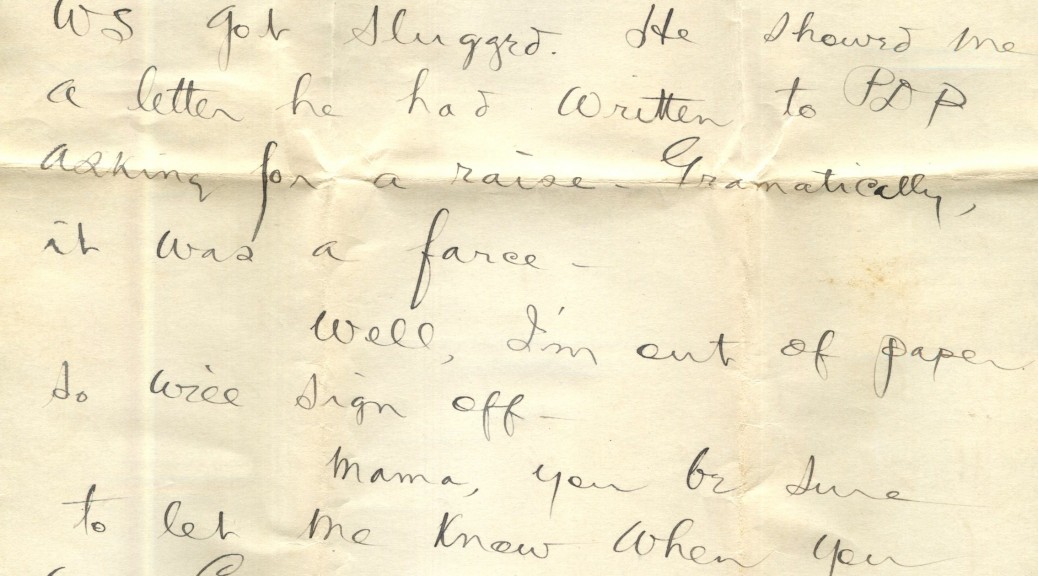 WS got slugged. He showed me
a letter he had written to PDP
asking for a raise - Gramatically,
it was a farce -
Well, I'm out of paper
so will sign off -
Mama, you be sure
to let me know when you